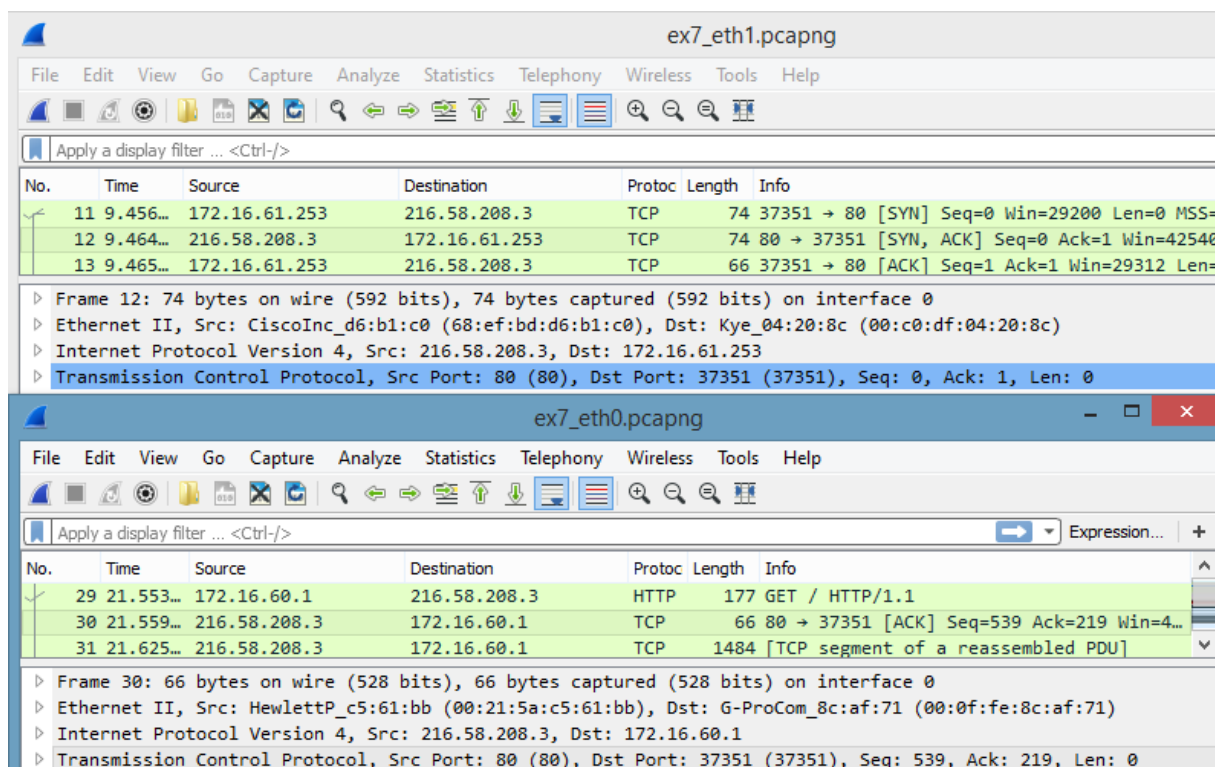 ex7_eth1.pcapng
File Edit View Go Capture Analyze Statistics Telephony Wireless Tools Help
Apply a display filter ... <Ctrl-/>
No. Time Source Destination Protoc Length Info
11 9.456… 172.16.61.253 216.58.208.3 TCP 74 37351 → 80 [SYN] Seq=0 Win=29200 Len=0 MSS=
12 9.464… 216.58.208.3 172.16.61.253 TCP 74 80 → 37351 [SYN, ACK] Seq=0 Ack=1 Win=42540
13 9.465… 172.16.61.253 216.58.208.3 TCP 66 37351 → 80 [ACK] Seq=1 Ack=1 Win=29312 Len=
Frame 12: 74 bytes on wire (592 bits), 74 bytes captured (592 bits) on interface 0
Ethernet II, Src: CiscoInc_d6:b1:c0 (68:ef:bd:d6:b1:c0), Dst: Kye_04:20:8c (00:c0:df:04:20:8c)
Internet Protocol Version 4, Src: 216.58.208.3, Dst: 172.16.61.253
Transmission Control Protocol, Src Port: 80 (80), Dst Port: 37351 (37351), Seq: 0, Ack: 1, Len: 0
ex7_eth0.pcapng
File Edit View Go Capture Analyze Statistics Telephony Wireless Tools Help
Apply a display filter ... <Ctrl-/> Expression... +
No. Time Source Destination Protoc Length Info
29 21.553… 172.16.60.1 216.58.208.3 HTTP 177 GET / HTTP/1.1
30 21.559… 216.58.208.3 172.16.60.1 TCP 66 80 → 37351 [ACK] Seq=539 Ack=219 Win=4…
31 21.625… 216.58.208.3 172.16.60.1 TCP 1484 [TCP segment of a reassembled PDU]
Frame 30: 66 bytes on wire (528 bits), 66 bytes captured (528 bits) on interface 0
Ethernet II, Src: HewlettP_c5:61:bb (00:21:5a:c5:61:bb), Dst: G-ProCom_8c:af:71 (00:0f:fe:8c:af:71)
Internet Protocol Version 4, Src: 216.58.208.3, Dst: 172.16.60.1
Transmission Control Protocol, Src Port: 80 (80), Dst Port: 37351 (37351), Seq: 539, Ack: 219, Len: 0